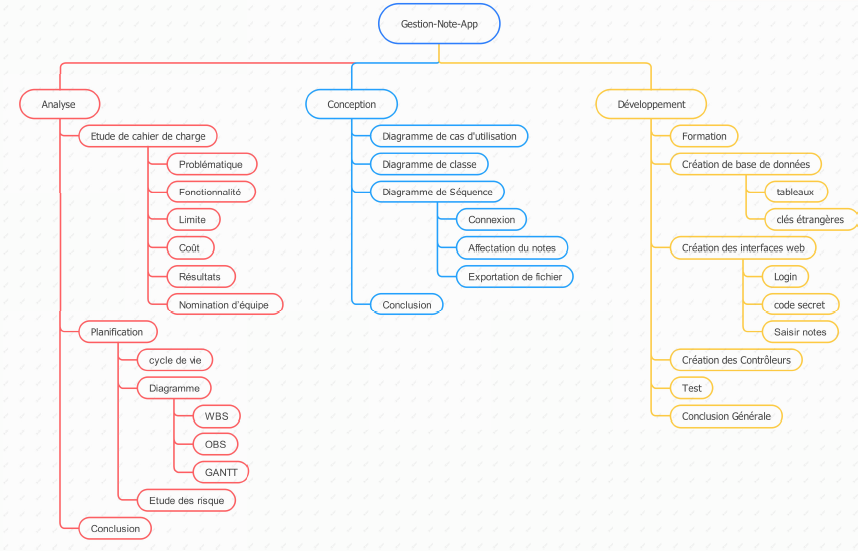 Gestion-Note-App
Analyse
Etude de cahier de charge
Problématique
Fonctionnalité
Limite
Coût
Résultats
Nomination d'équipe
Planification
cycle de vie
Diagramme
WBS
OBS
GANTT
Etude des risque
Conclusion
Conception
Diagramme de cas d'utilisation
Diagramme de classe
Diagramme de Séquence
Connexion
Affectation du notes
Exportation de fichier
Conclusion
Développement
Formation
Création de base de données
tableaux
clés étrangères
Création des interfaces web
Login
code secret
Saisir notes
Création des Contrôleurs
Test
Conclusion Générale